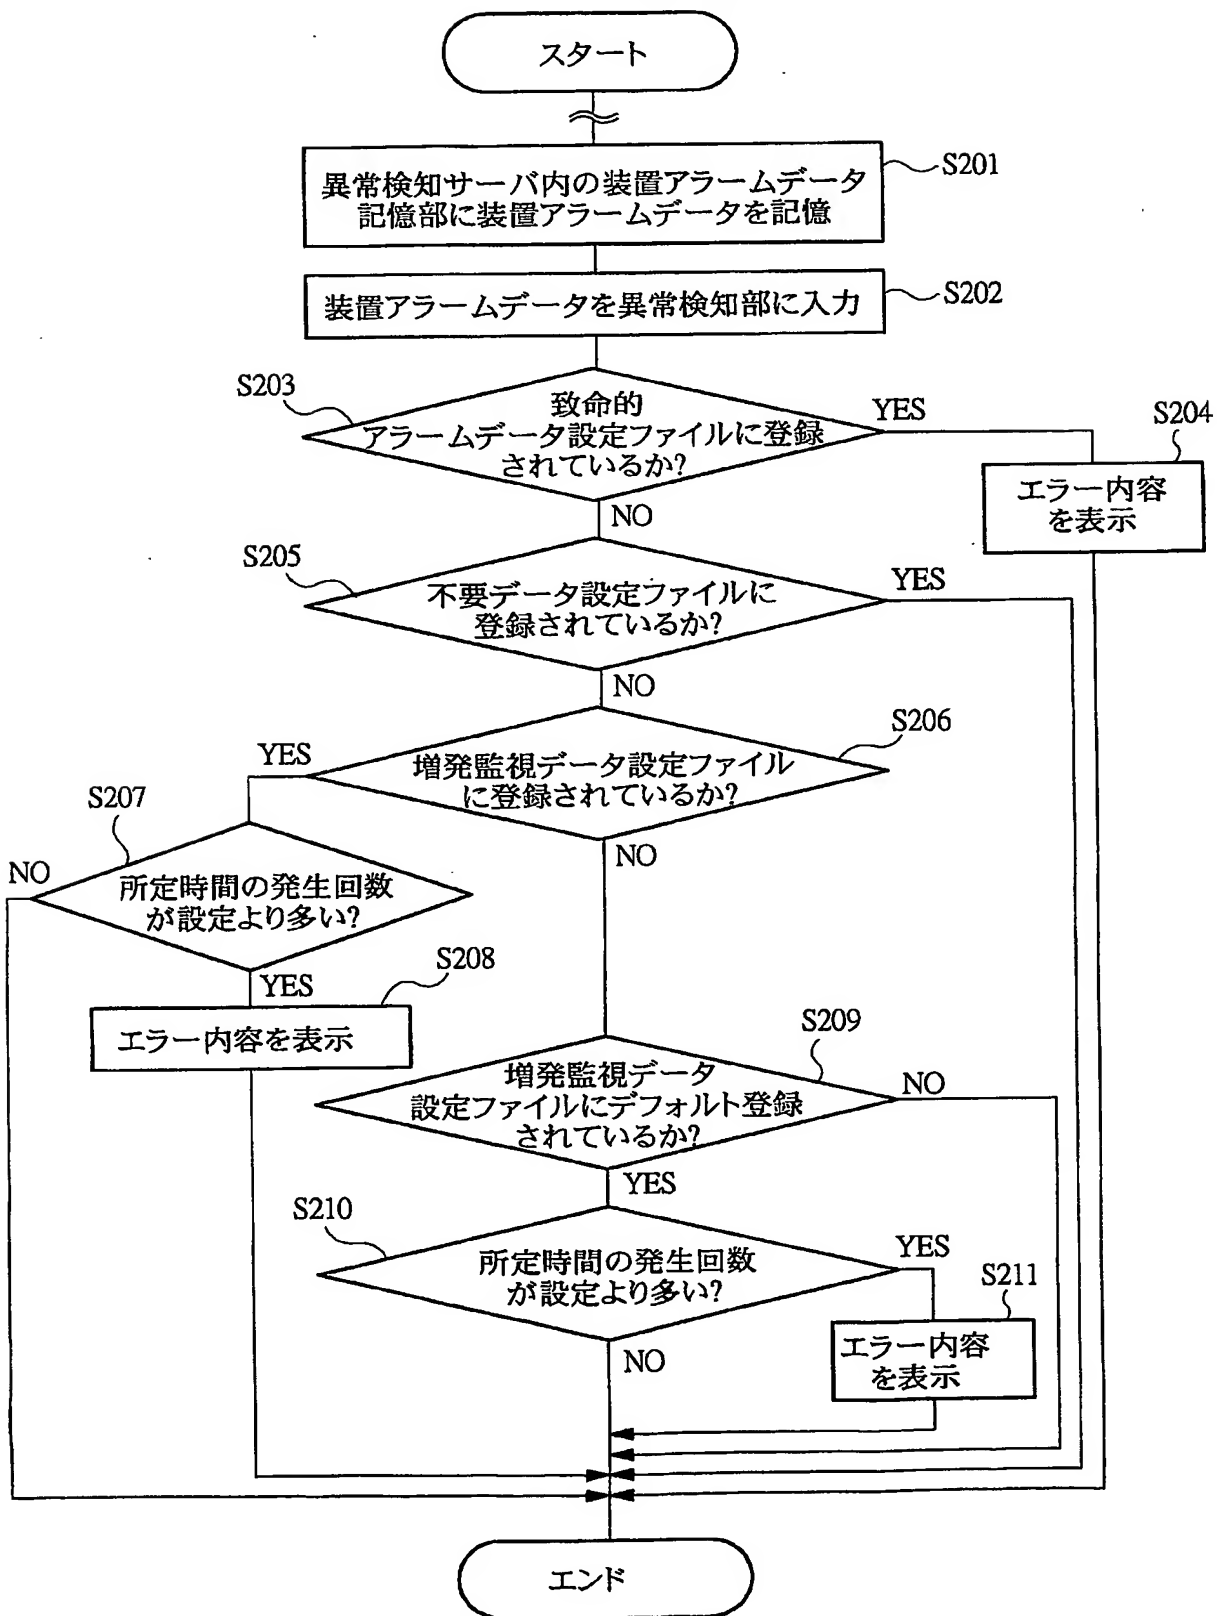 スタート
異常検知サーバ内の装置アラームデータ
記憶部に装置アラームデータを記憶
S201
装置アラームデータを異常検知部に入力
S202
S203
致命的
アラームデータ設定ファイルに登録
されているか?
YES
NO
S204
エラー内容
を表示
S205
不要データ設定ファイルに
登録されているか?
YES
NO
S206
増発監視データ設定ファイル
に登録されているか?
YES
NO
S207
所定時間の発生回数
が設定より多い?
NO
YES
S208
エラー内容を表示
S209
増発監視データ
設定ファイルにデフォルト登録
されているか?
NO
YES
S210
所定時間の発生回数
が設定より多い?
YES
NO
S211
エラー内容
を表示
エンド